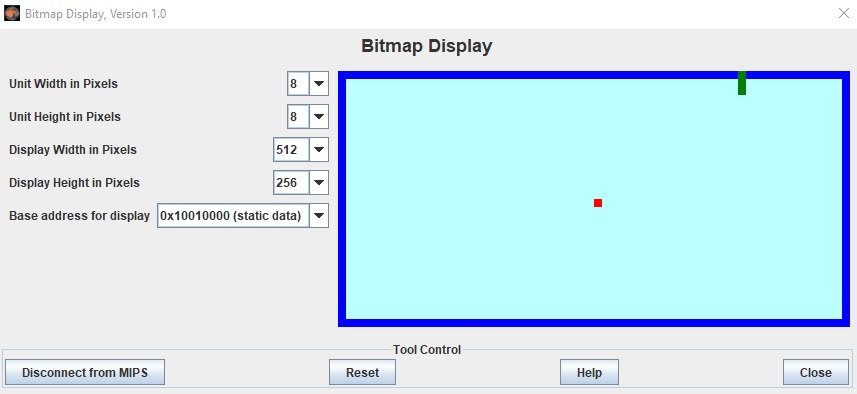 Bitmap Display, Version 1.0
Bitmap Display
Unit Width in Pixels 8
Unit Height in Pixels 8
Display Width in Pixels 512
Display Height in Pixels 256
Base address for display 0x10010000 (static data)
Tool Control
Disconnect from MIPS Reset Help Close